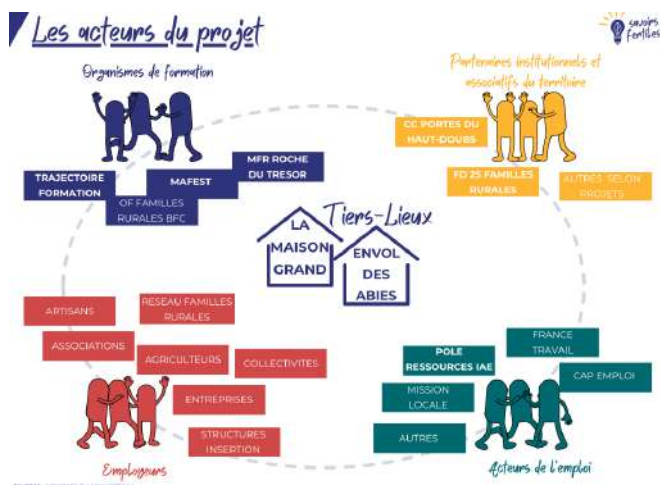 Les acteurs du projet
savoirs
fertiles
Organismes de formation
TRAJECTOIRE
FORMATION
MAFEST
MFR ROCHE
DU TRESOR
OF FAMILLES
RURALES BFC
Partenaires institutionnels et
associatifs du territoire
CC PORTES DU
HAUT-DOUBS
FD 25 FAMILLES
RURALES
AUTRES SELON
PROJETS
Tiers-Lieux
LA
MAISON
GRAND
ENVOL
DES
ABIES
ARTISANS
RESEAU FAMILLES
RURALES
ASSOCIATIONS
AGRICULTEURS
COLLECTIVITES
ENTREPRISES
STRUCTURES
INSERTION
Employeurs
FRANCE
TRAVAIL
POLE
RESSOURCES IAE
CAP EMPLOI
MISSION
LOCALE
AUTRES
Acteurs de l'emploi